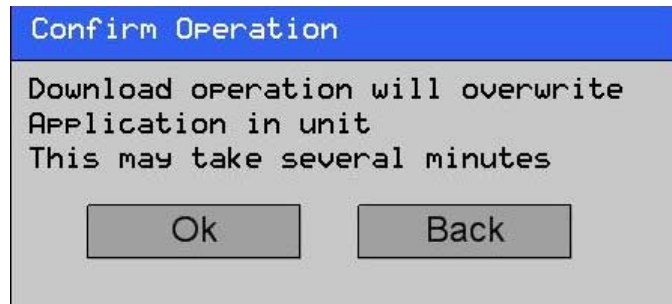 Confirm Operation
Download operation will overwrite
Application in unit
This may take several minutes
Ok
Back